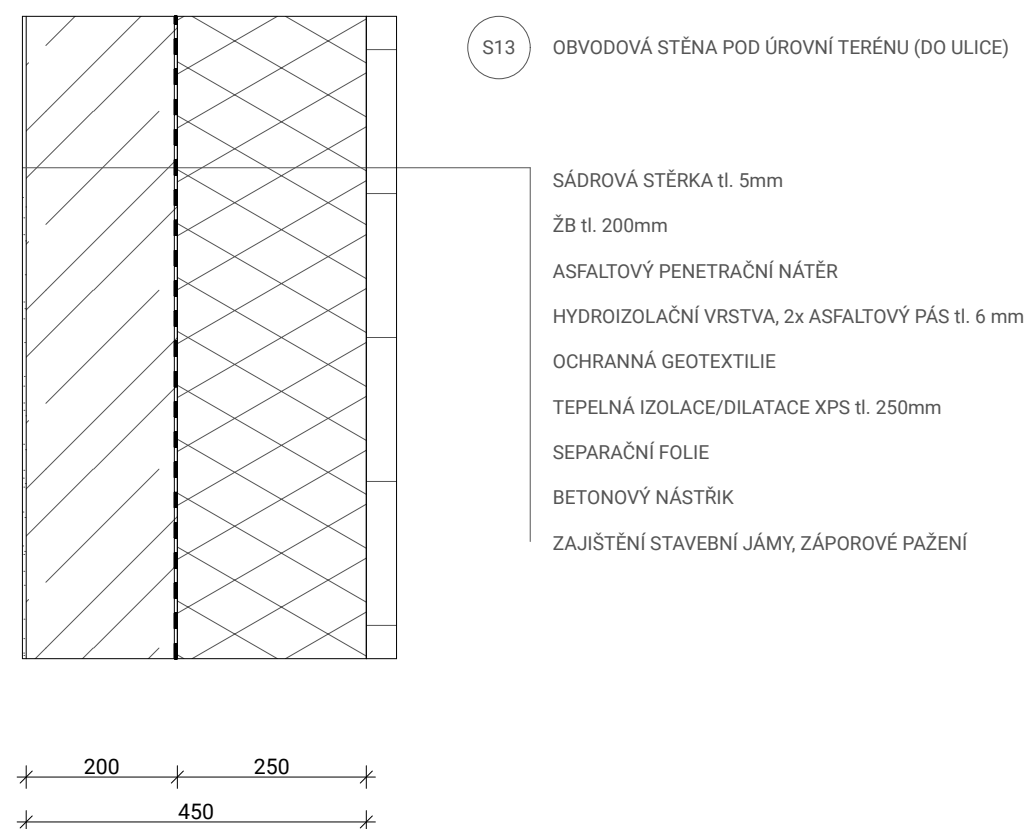 S13 OBVODOVÁ STĚNA POD ÚROVNÍ TERÉNU (DO ULICE)
SÁDROVÁ STĚRKA tl. 5mm
ŽB tl. 200mm
ASFALTOVÝ PENETRAČNÍ NÁTĚR
HYDROIZOLAČNÍ VRSTVA, 2x ASFALTOVÝ PÁS tl. 6 mm
OCHRANNÁ GEOTEXTILIE
TEPELNÁ IZOLACE/DILATACE XPS tl. 250mm
SEPARAČNÍ FOLIE
BETONOVÝ NÁSTŘIK
ZAJIŠTĚNÍ STAVEBNÍ JÁMY, ZÁPOROVÉ PAŽENÍ
200 250
450